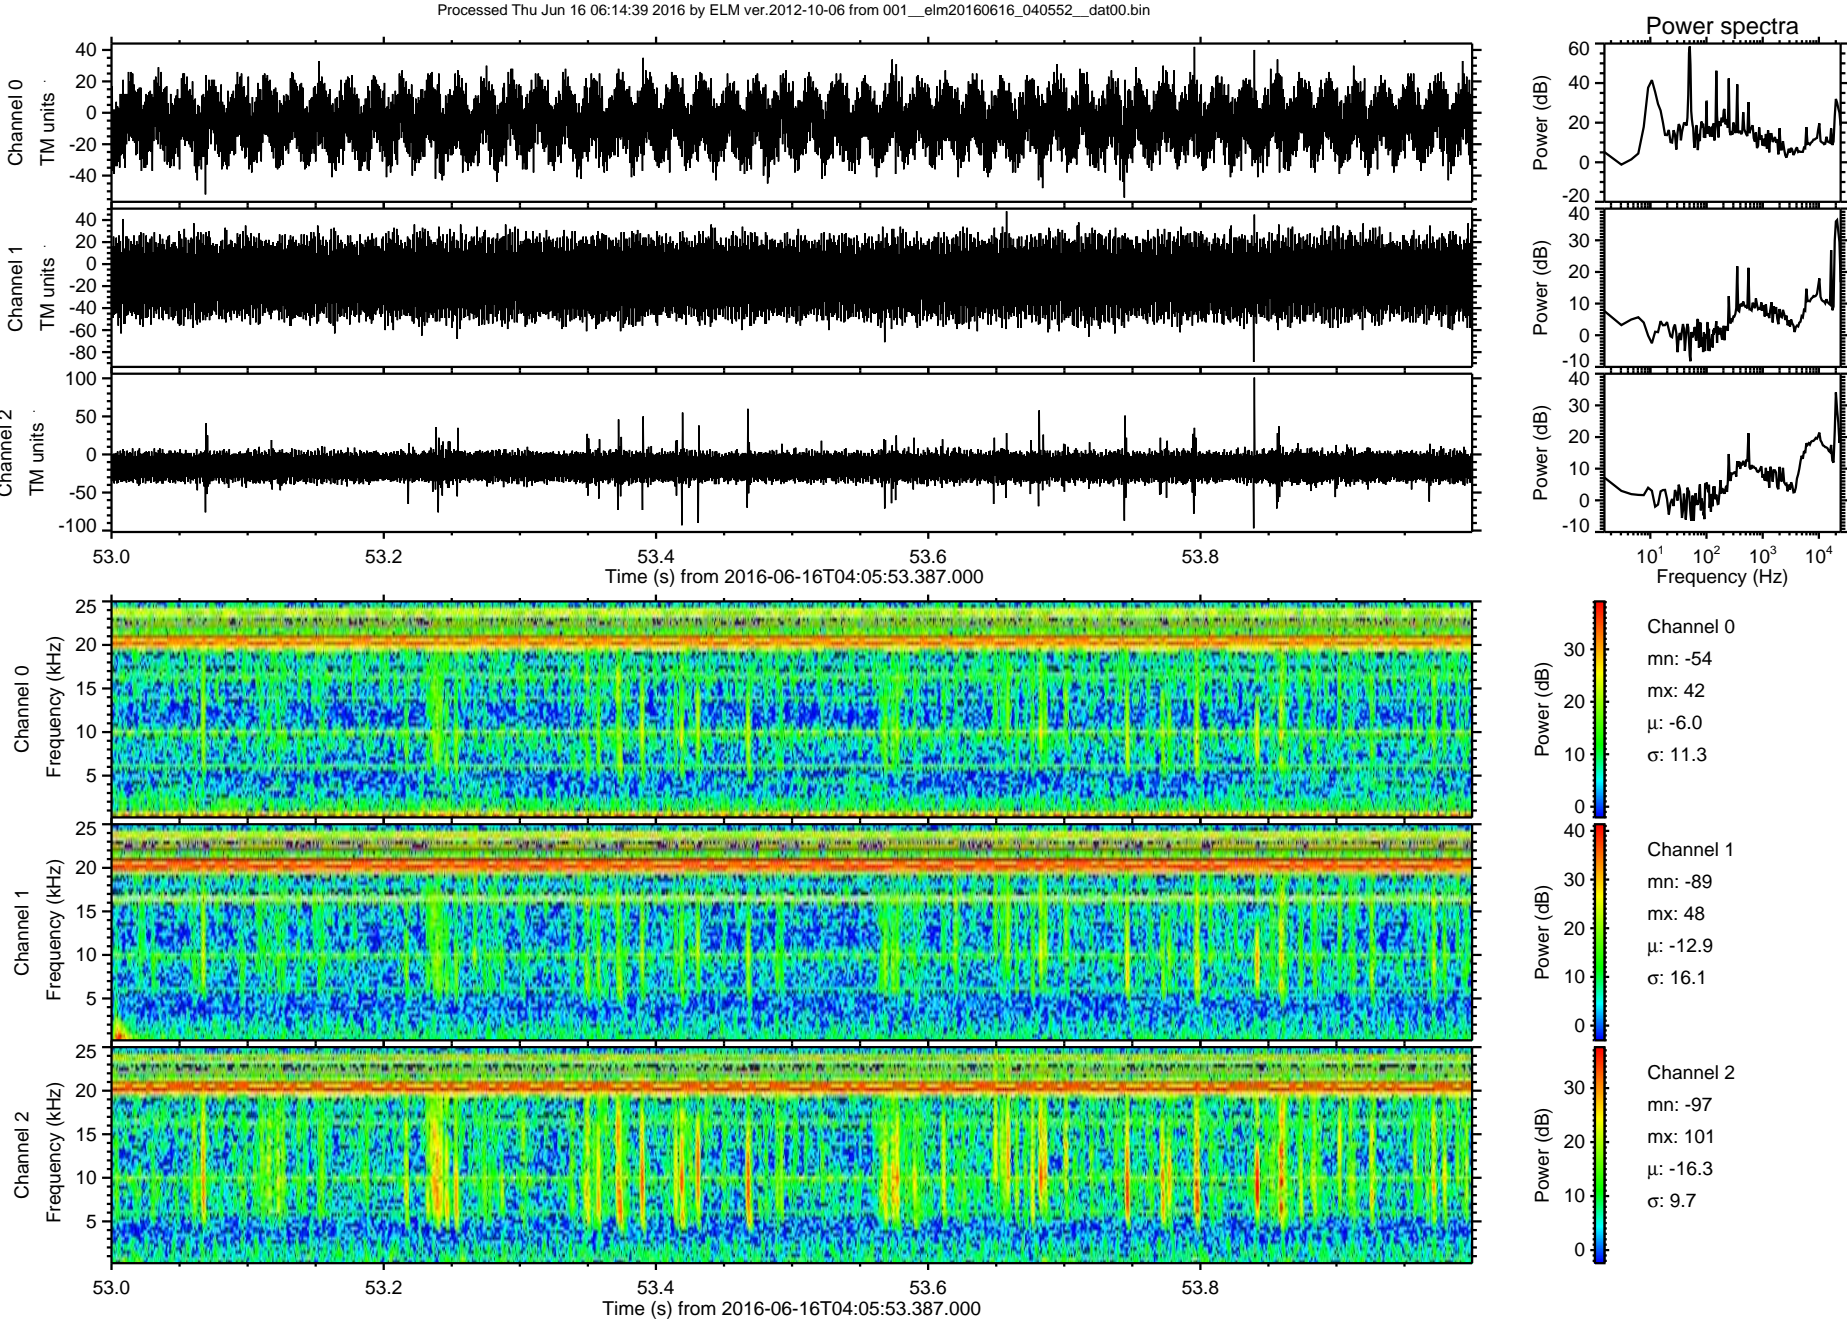 Processed Thu Jun 16 06:14:39 2016 by ELM ver.2012-10-06 from 001__elm20160616_040552__dat00.bin
Power spectra
Channel 0
TM units
40
20
0
-20
-40
Power (dB)
60
40
20
0
-20
Channel 1
TM units
40
20
0
-20
-40
-60
-80
Power (dB)
40
30
20
10
0
-10
Channel 2
TM units
100
50
0
-50
-100
Power (dB)
40
30
20
10
0
-10
53.0 53.2 53.4 53.6 53.8
Time (s) from 2016-06-16T04:05:53.387.000
10^1 10^2 10^3 10^4
Frequency (Hz)
Channel 0
Frequency (kHz)
25
20
15
10
5
Power (dB)
30
20
10
0
Channel 0
mn: -54
mx: 42
μ: -6.0
σ: 11.3
Channel 1
Frequency (kHz)
25
20
15
10
5
Power (dB)
40
30
20
10
0
Channel 1
mn: -89
mx: 48
μ: -12.9
σ: 16.1
Channel 2
Frequency (kHz)
25
20
15
10
5
Power (dB)
30
20
10
0
Channel 2
mn: -97
mx: 101
μ: -16.3
σ: 9.7
53.0 53.2 53.4 53.6 53.8
Time (s) from 2016-06-16T04:05:53.387.000